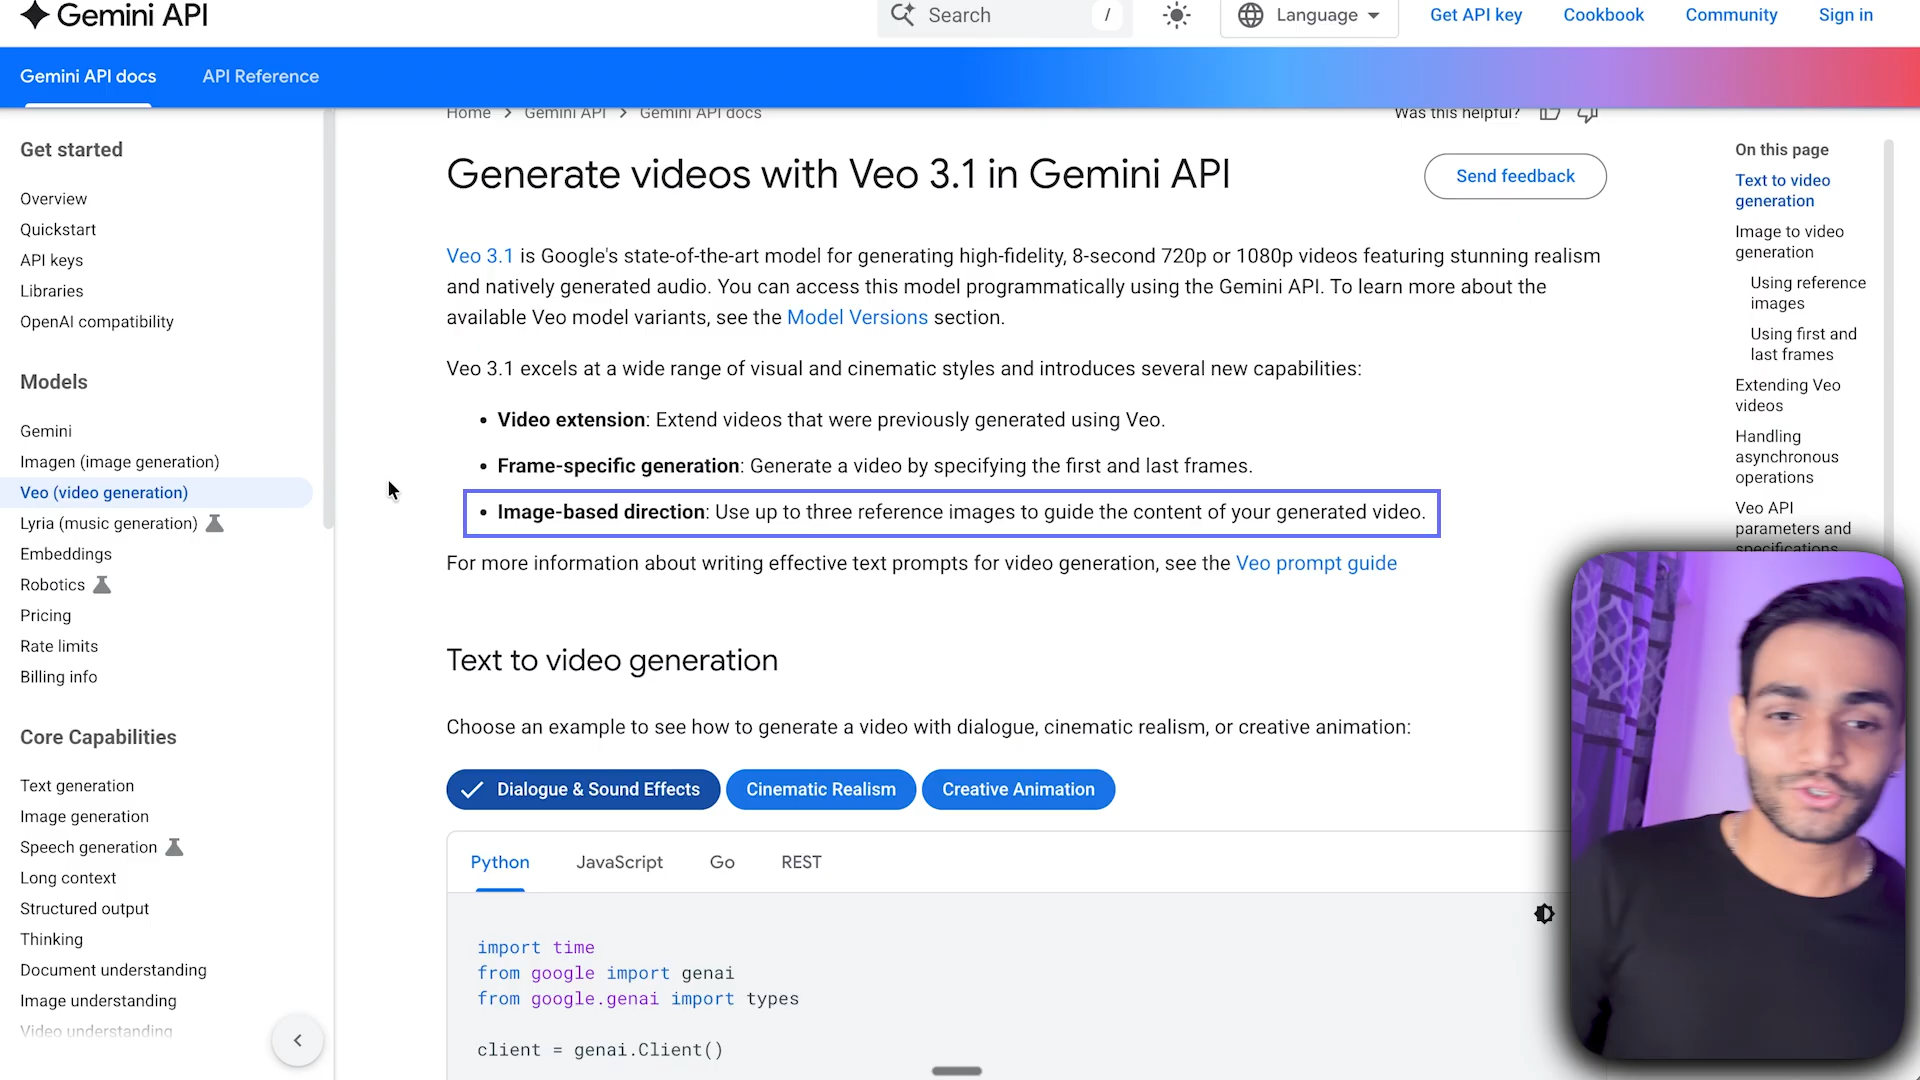 Gemini API
Search
/
Language
Get API key
Cookbook
Community
Sign in
Gemini API docs
API Reference
Home > Gemini API > Gemini API docs
Was this helpful?
Get started
Overview
Quickstart
API keys
Libraries
OpenAI compatibility
Models
Gemini
Imagen (image generation)
Veo (video generation)
Lyria (music generation)
Embeddings
Robotics
Pricing
Rate limits
Billing info
Core Capabilities
Text generation
Image generation
Speech generation
Long context
Structured output
Thinking
Document understanding
Image understanding
Video understanding
Generate videos with Veo 3.1 in Gemini API
Send feedback
Veo 3.1 is Google's state-of-the-art model for generating high-fidelity, 8-second 720p or 1080p videos featuring stunning realism
and natively generated audio. You can access this model programmatically using the Gemini API. To learn more about the
available Veo model variants, see the Model Versions section.
Veo 3.1 excels at a wide range of visual and cinematic styles and introduces several new capabilities:
• Video extension: Extend videos that were previously generated using Veo.
• Frame-specific generation: Generate a video by specifying the first and last frames.
• Image-based direction: Use up to three reference images to guide the content of your generated video.
For more information about writing effective text prompts for video generation, see the Veo prompt guide
Text to video generation
Choose an example to see how to generate a video with dialogue, cinematic realism, or creative animation:
Dialogue & Sound Effects
Cinematic Realism
Creative Animation
Python
JavaScript
Go
REST
import time
from google import genai
from google.genai import types
client = genai.Client()
On this page
Text to video
generation
Image to video
generation
Using reference
images
Using first and
last frames
Extending Veo
videos
Handling
asynchronous
operations
Veo API
parameters and
specifications